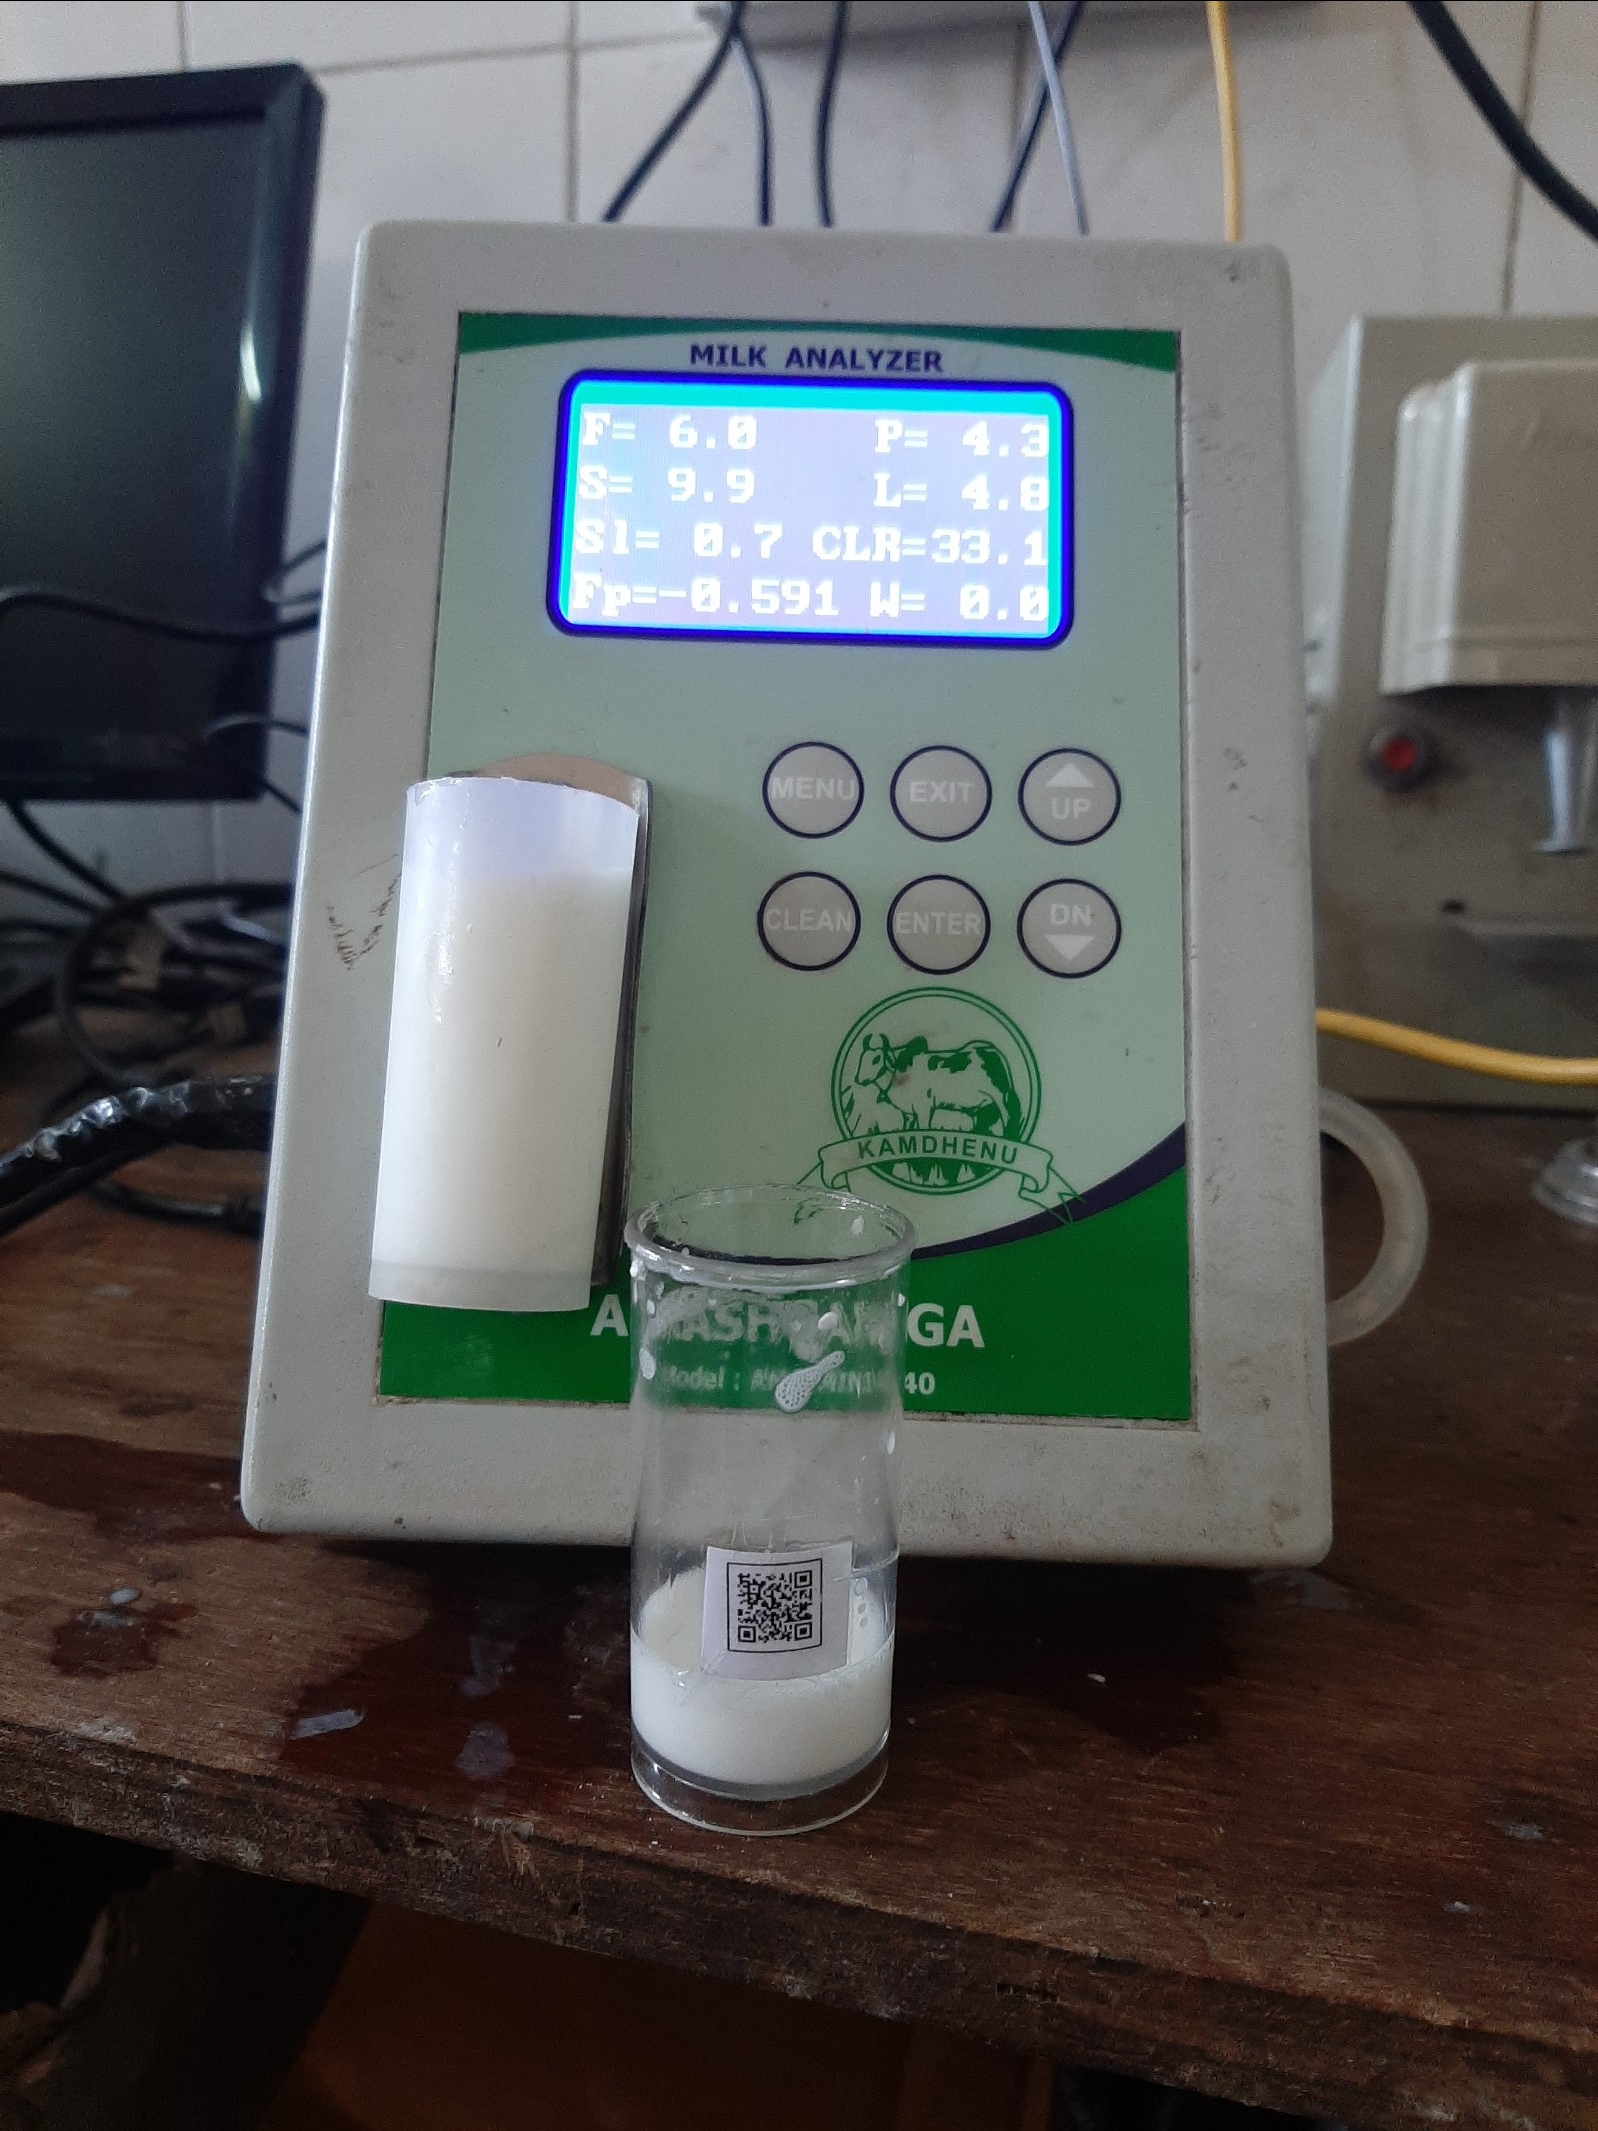 MILK ANALYZER
F= 6.0 P= 4.3
S= 9.9 L= 4.8
Sl= 0.7 CLR=33.1
Fp=-0.591 W= 0.0
MENU EXIT UP
CLEAN ENTER DN
KAMDHENU
Model : 40